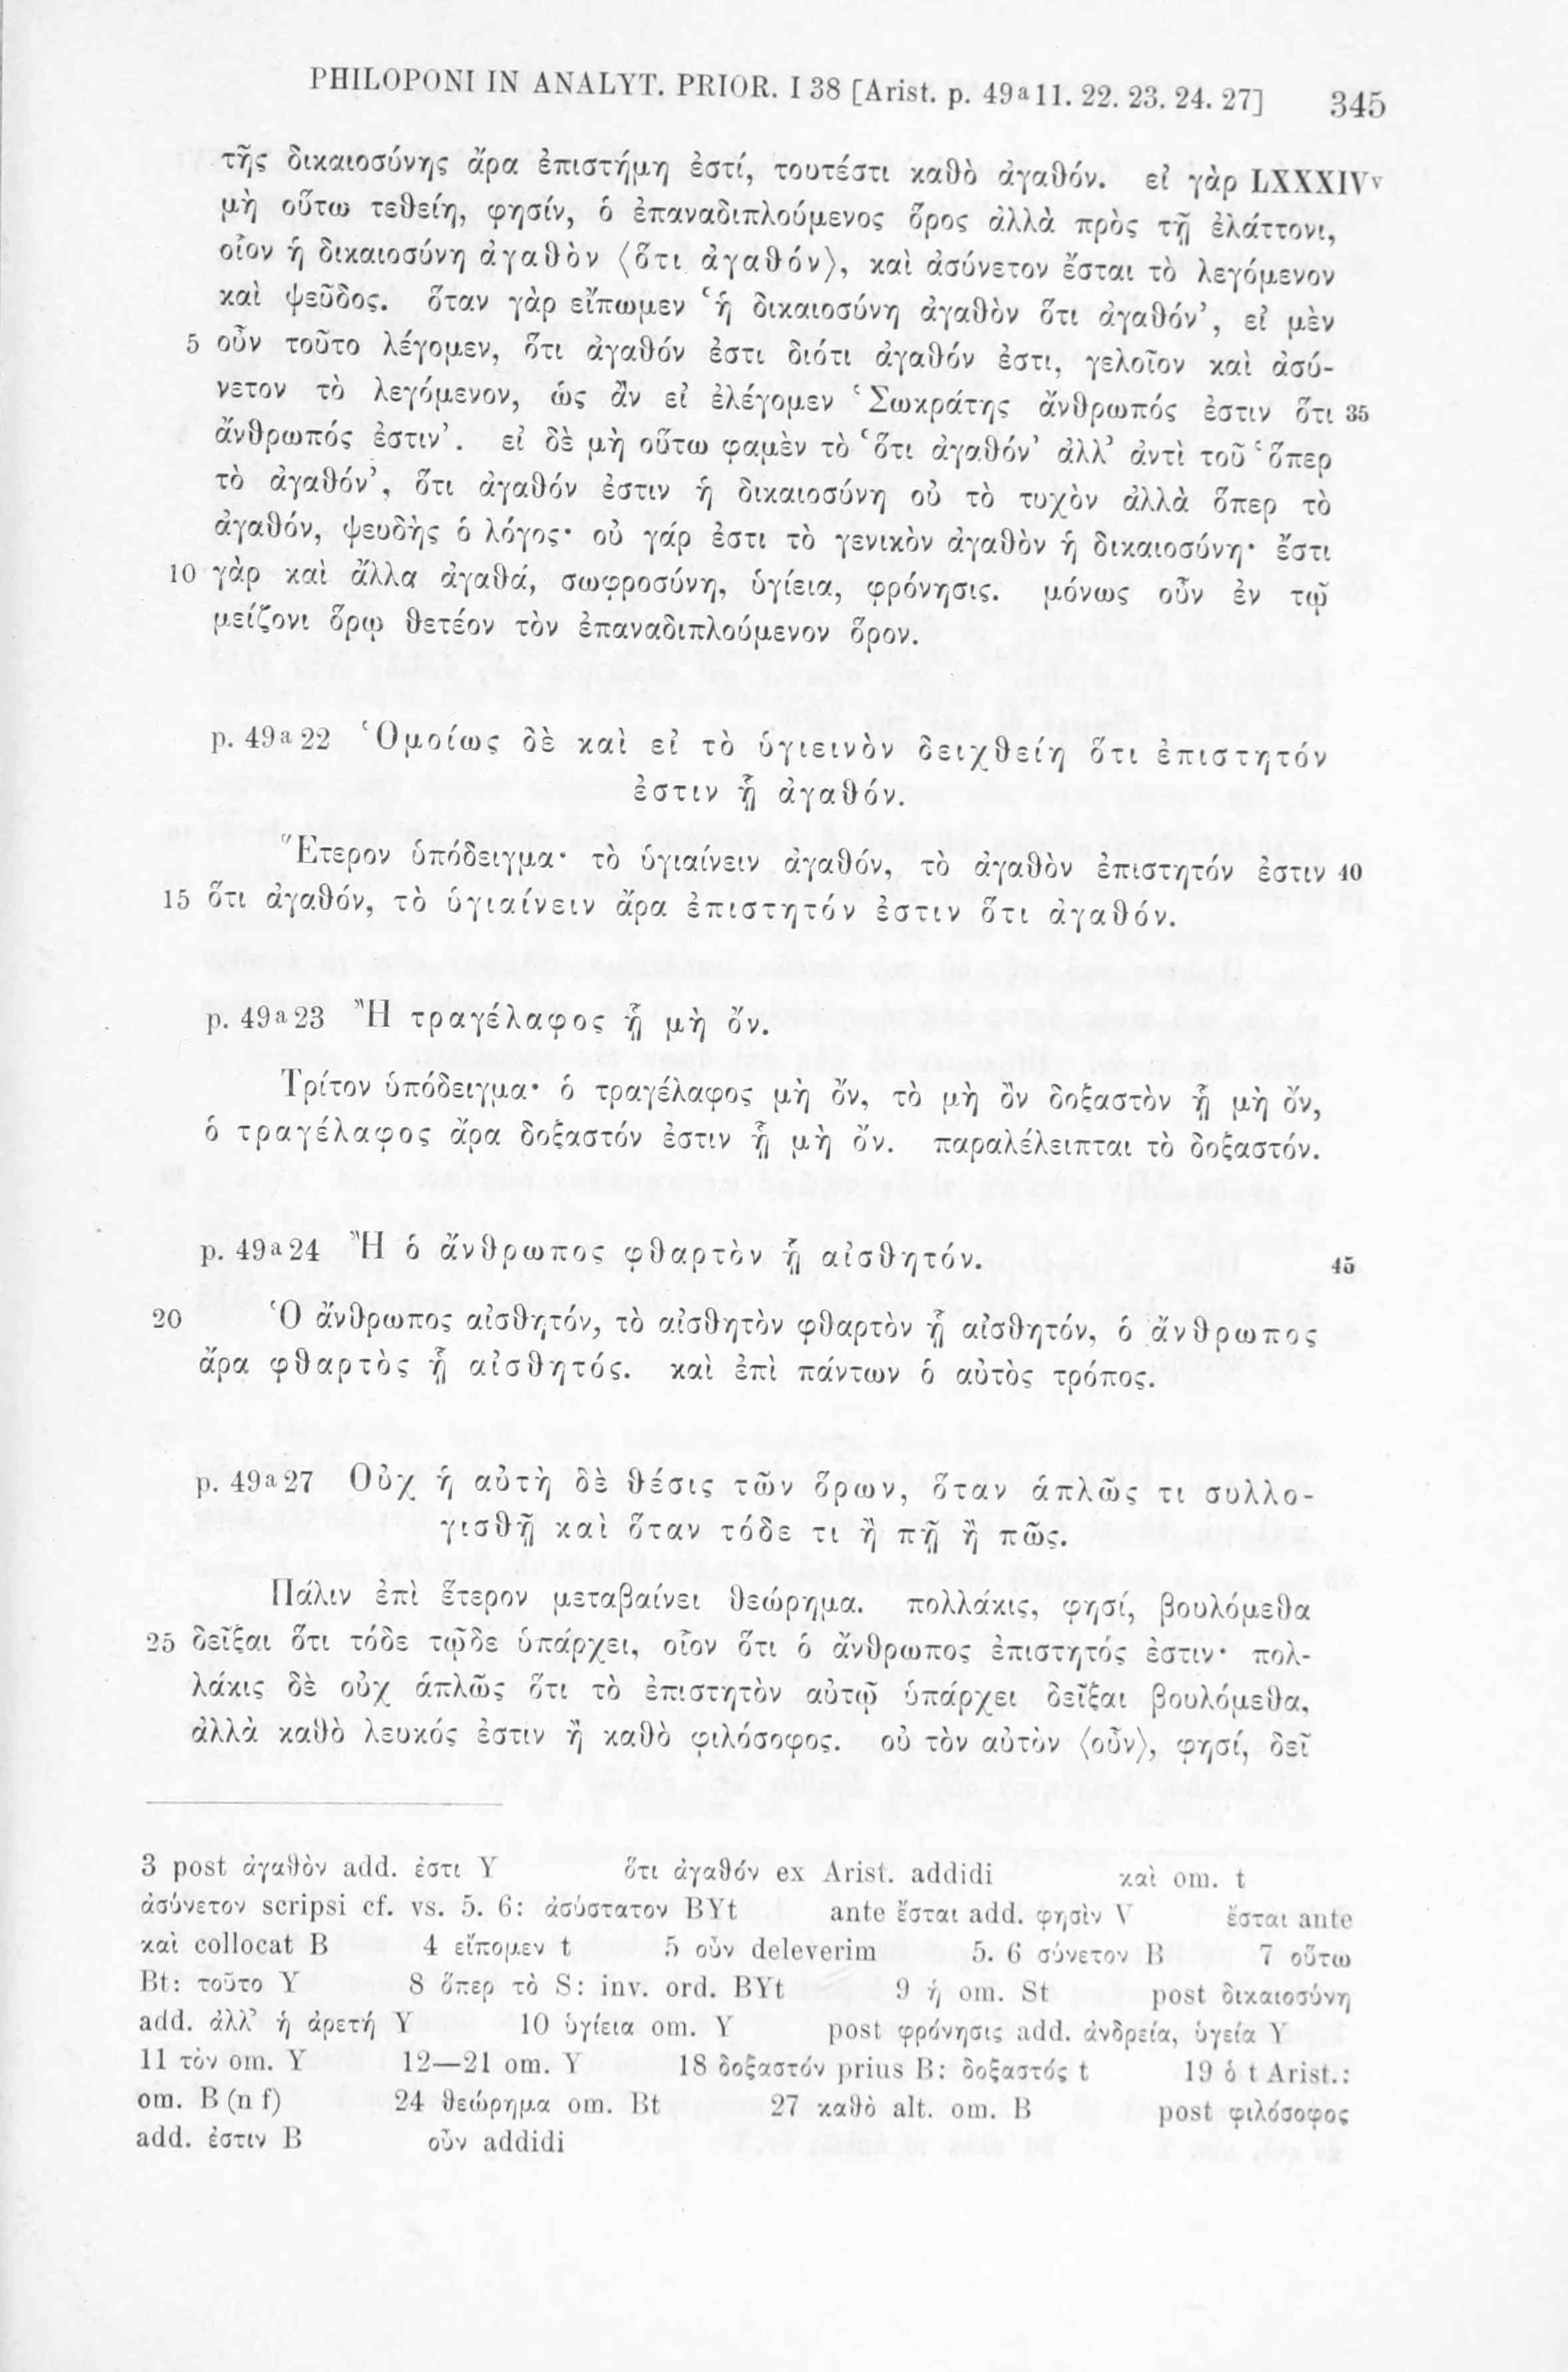 PHILOPONI IN ANALYT. PRIOR. I 38 [Arist. p. 49a11. 22. 23. 24. 27] 345
τῆς δικαιοσύνης ἄρα ἐπιστήμη ἐστί, τουτέστι καθὸ ἀγαθόν. εἰ γὰρ LXXXIVv
μὴ οὕτω τεθείη, φησίν, ὁ ἐπαναδιπλούμενος ὅρος ἀλλὰ πρὸς τῇ ἐλάττονι,
οἷον ἡ δικαιοσύνη ἀγαθὸν ⟨ὅτι ἀγαθόν⟩, καὶ ἀσύνετον ἔσται τὸ λεγόμενον
καὶ ψεῦδος. ὅταν γὰρ εἴπωμεν ‘ἡ δικαιοσύνη ἀγαθὸν ὅτι ἀγαθόν’, εἰ μὲν
5 οὖν τοῦτο λέγομεν, ὅτι ἀγαθόν ἐστι διότι ἀγαθόν ἐστι, γελοῖον καὶ ἀσύ-
νετον τὸ λεγόμενον, ὡς ἂν εἰ ἐλέγομεν ‘Σωκράτης ἄνθρωπός ἐστιν ὅτι 35
ἄνθρωπός ἐστιν’. εἰ δὲ μὴ οὕτω φαμὲν τὸ ‘ὅτι ἀγαθόν’ ἀλλ’ ἀντὶ τοῦ ‘ὅπερ
τὸ ἀγαθόν’, ὅτι ἀγαθόν ἐστιν ἡ δικαιοσύνη οὐ τὸ τυχὸν ἀλλὰ ὅπερ τὸ
ἀγαθόν, ψευδὴς ὁ λόγος· οὐ γάρ ἐστι τὸ γενικὸν ἀγαθὸν ἡ δικαιοσύνη· ἔστι
10 γὰρ καὶ ἄλλα ἀγαθά, σωφροσύνη, ὑγίεια, φρόνησις. μόνως οὖν ἐν τῷ
μείζονι ὅρῳ θετέον τὸν ἐπαναδιπλούμενον ὅρον.
p. 49a22 Ὁμοίως δὲ καὶ εἰ τὸ ὑγιεινὸν δειχθείη ὅτι ἐπιστητόν
ἐστιν ᾗ ἀγαθόν.
Ἕτερον ὑπόδειγμα· τὸ ὑγιαίνειν ἀγαθόν, τὸ ἀγαθὸν ἐπιστητόν ἐστιν 40
15 ὅτι ἀγαθόν, τὸ ὑγιαίνειν ἄρα ἐπιστητόν ἐστιν ὅτι ἀγαθόν.
p. 49a23 Ἢ τραγέλαφος ᾗ μὴ ὄν.
Τρίτον ὑπόδειγμα· ὁ τραγέλαφος μὴ ὄν, τὸ μὴ ὂν δοξαστὸν ᾗ μὴ ὄν,
ὁ τραγέλαφος ἄρα δοξαστόν ἐστιν ᾗ μὴ ὄν. παραλέλειπται τὸ δοξαστόν.
p. 49a24 Ἢ ὁ ἄνθρωπος φθαρτὸν ᾗ αἰσθητόν. 45
20 Ὁ ἄνθρωπος αἰσθητόν, τὸ αἰσθητὸν φθαρτὸν ᾗ αἰσθητόν, ὁ ἄνθρωπος
ἄρα φθαρτὸς ᾗ αἰσθητός. καὶ ἐπὶ πάντων ὁ αὐτὸς τρόπος.
p. 49a27 Οὐχ ἡ αὐτὴ δὲ θέσις τῶν ὅρων, ὅταν ἁπλῶς τι συλλο-
γισθῇ καὶ ὅταν τόδε τι ἢ πῇ ἢ πῶς.
Πάλιν ἐπὶ ἕτερον μεταβαίνει θεώρημα. πολλάκις, φησί, βουλόμεθα
25 δεῖξαι ὅτι τόδε τῷδε ὑπάρχει, οἷον ὅτι ὁ ἄνθρωπος ἐπιστητός ἐστιν· πολ-
λάκις δὲ οὐχ ἁπλῶς ὅτι τὸ ἐπιστητὸν αὐτῷ ὑπάρχει δεῖξαι βουλόμεθα,
ἀλλὰ καθὸ λευκός ἐστιν ἢ καθὸ φιλόσοφος. οὐ τὸν αὐτὸν ⟨οὖν⟩, φησί, δεῖ
3 post ἀγαθὸν add. ἐστι Y ὅτι ἀγαθόν ex Arist. addidi καὶ om. t
ἀσύνετον scripsi cf. vs. 5. 6: ἀσύστατον BYt ante ἔσται add. φησὶν V ἔσται ante
καὶ collocat B 4 εἴπομεν t 5 οὖν deleverim 5. 6 σύνετον B 7 οὕτω
Bt: τοῦτο Y 8 ὅπερ τὸ S: inv. ord. BYt 9 ἡ om. St post δικαιοσύνη
add. ἀλλ’ ἡ ἀρετή Y 10 ὑγίεια om. Y post φρόνησις add. ἀνδρεία, ὑγεία Y
11 τὸν om. Y 12—21 om. Y 18 δοξαστόν prius B: δοξαστός t 19 ὁ t Arist.:
om. B (n f) 24 θεώρημα om. Bt 27 καθὸ alt. om. B post φιλόσοφος
add. ἐστιν B οὖν addidi